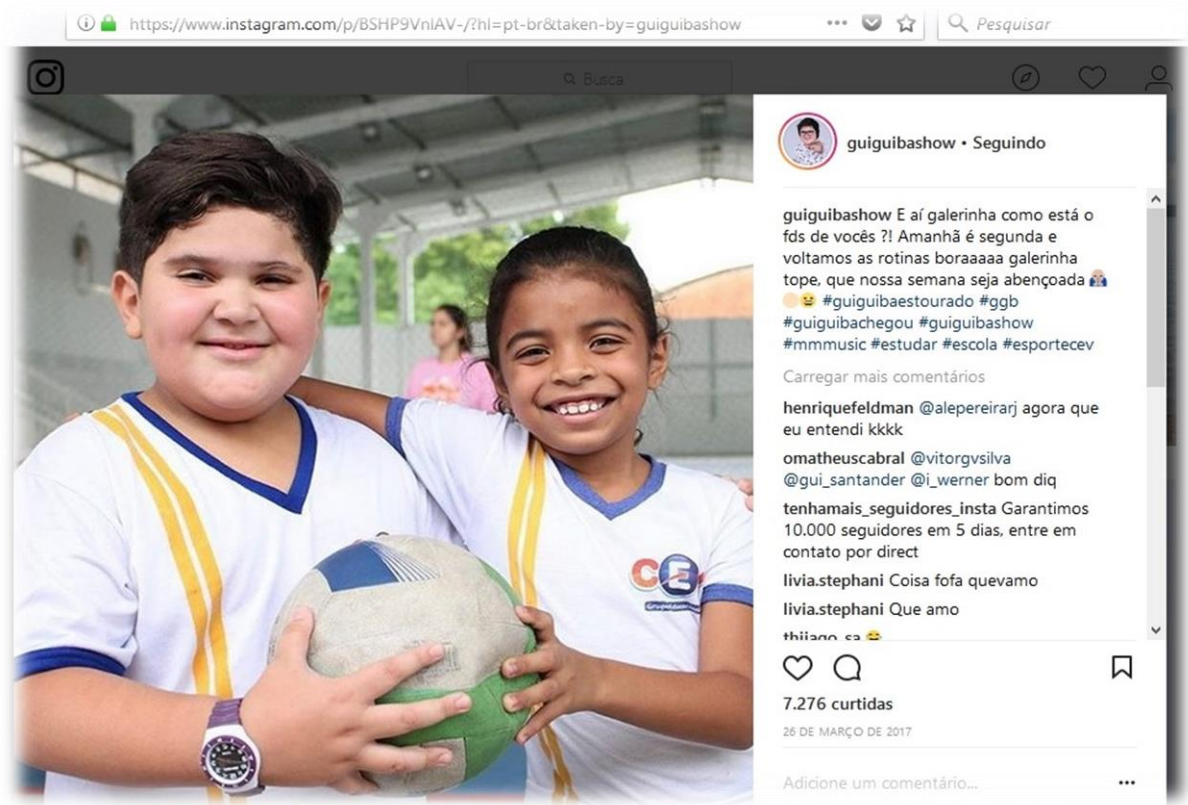 https://www.instagram.com/p/BSHP9VnlAV-/?hl=pt-br&taken-by=guiguibashow
Pesquisar
Busca
guiguibashow • Seguindo
guiguibashow E aí galerinha como está o
fds de vocês ?! Amanhã é segunda e
voltamos as rotinas boraaaaa galerinha
tope, que nossa semana seja abençoada
#guiguibaestourado #ggb
#guiguibachegou #guiguibashow
#mmmusic #estudar #escola #esportecev
Carregar mais comentários
henriquefeldman @alepereirarj agora que
eu entendi kkkk
omatheuscabral @vitorgvsilva
@gui_santander @i_werner bom diq
tenhamais_seguidores_insta Garantimos
10.000 seguidores em 5 dias, entre em
contato por direct
livia.stephani Coisa fofa quevamo
livia.stephani Que amo
thijago_sa
7.276 curtidas
26 DE MARÇO DE 2017
Adicione um comentário...
CE